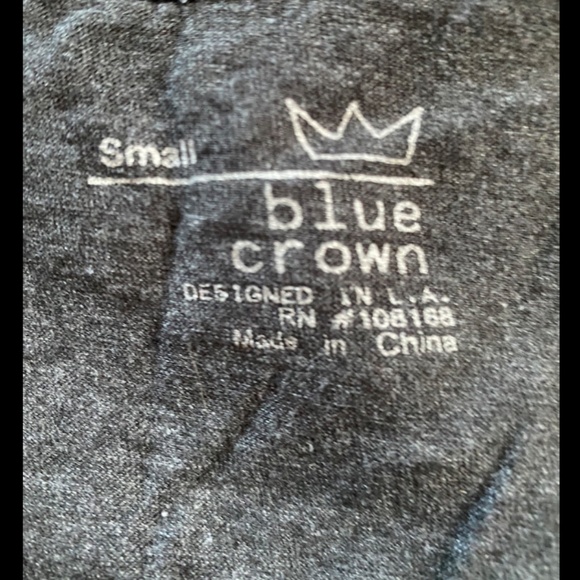 Small
blue
crown
DESIGNED IN L.A.
RN #108168
Made in China